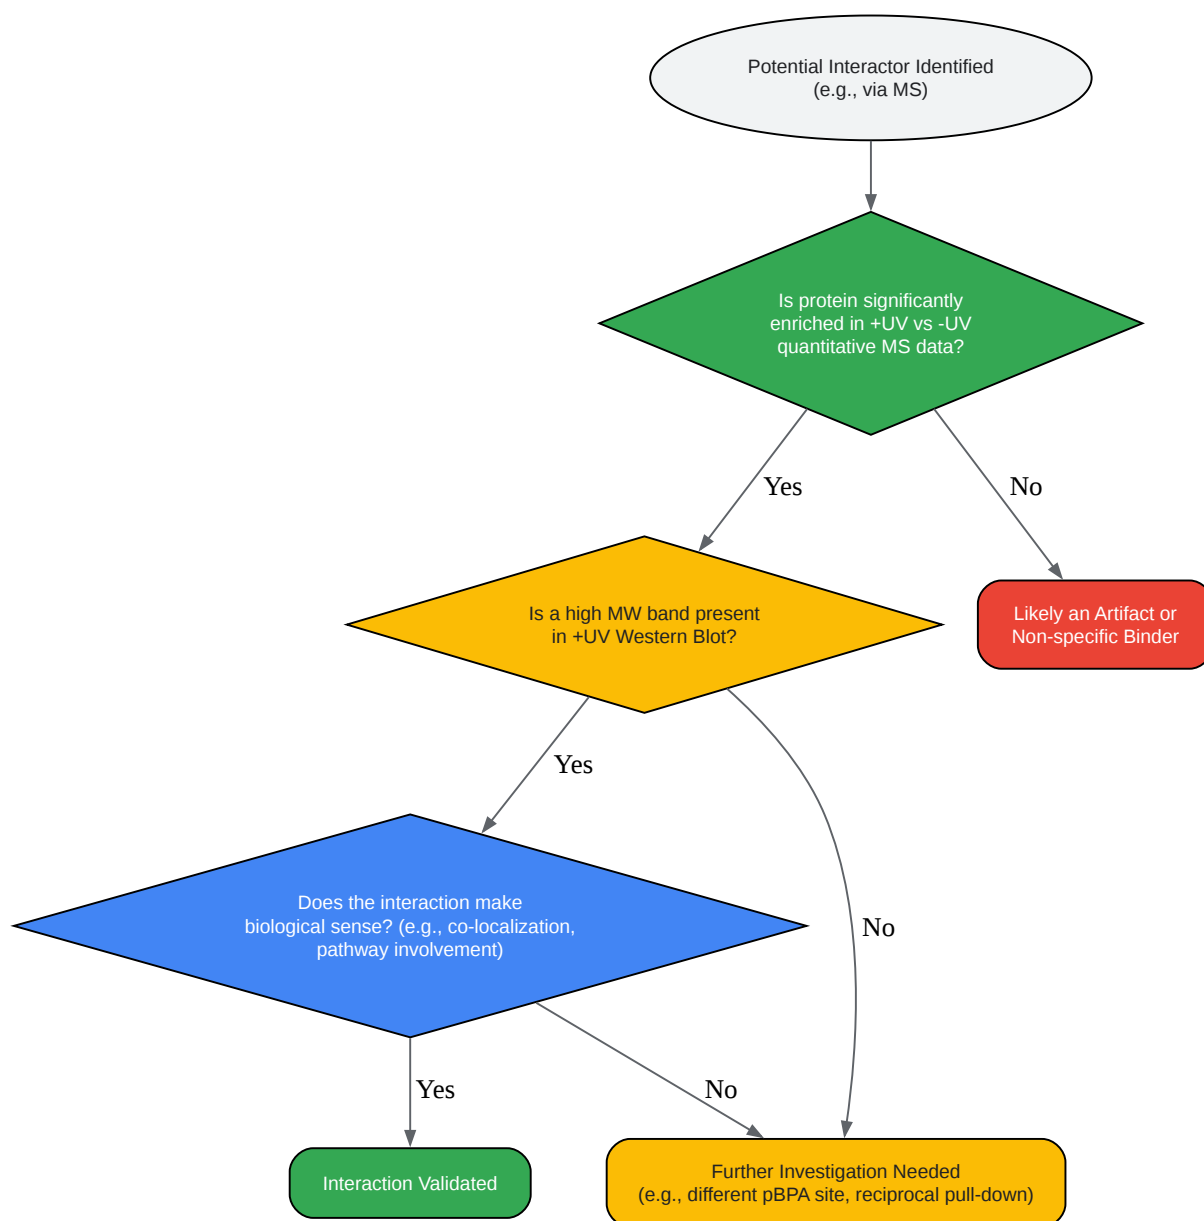 Potential Interactor Identified
(e.g., via MS)
Is protein significantly
enriched in +UV vs -UV
quantitative MS data?
Yes
No
Is a high MW band present
in +UV Western Blot?
Likely an Artifact or
Non-specific Binder
Yes
No
Does the interaction make
biological sense? (e.g., co-localization,
pathway involvement)
Yes
No
Interaction Validated
Further Investigation Needed
(e.g., different pBPA site, reciprocal pull-down)